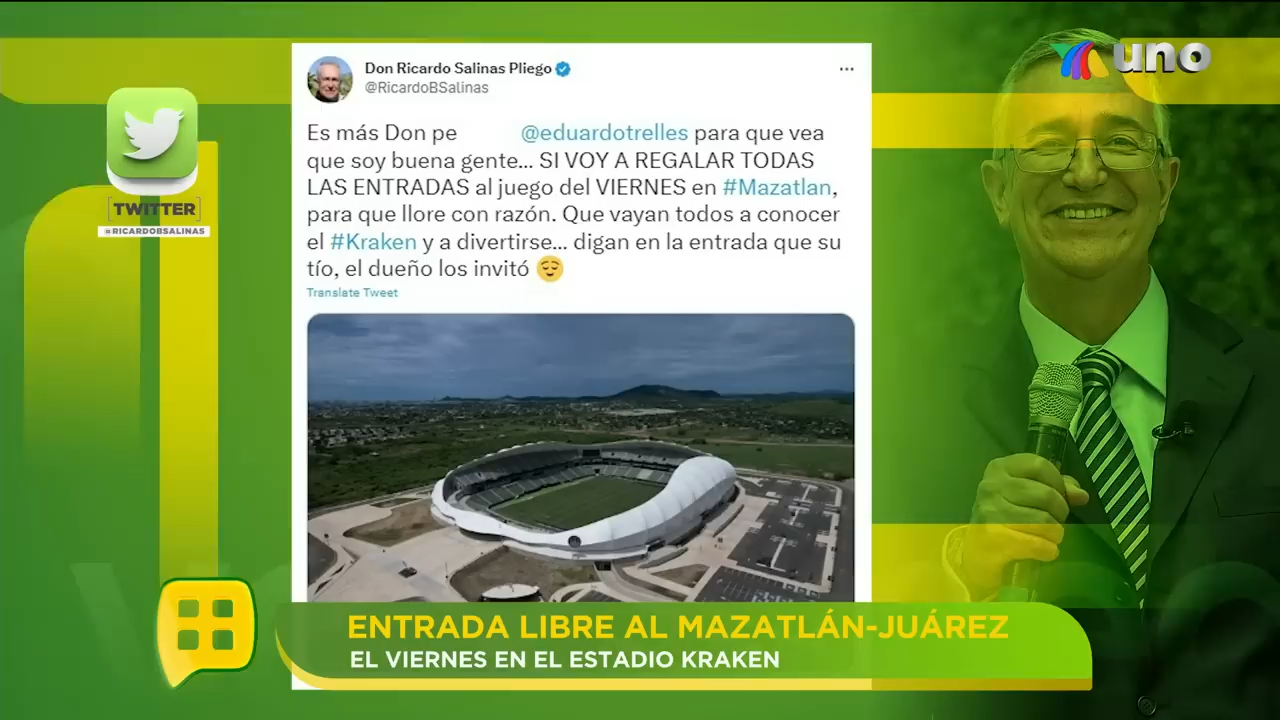 uno
Don Ricardo Salinas Pliego
@RicardoBSalinas
Es más Don pe @eduardotrelles para que vea
que soy buena gente... SI VOY A REGALAR TODAS
LAS ENTRADAS al juego del VIERNES en #Mazatlan,
para que llore con razón. Que vayan todos a conocer
el #Kraken y a divertirse... digan en la entrada que su
tío, el dueño los invitó 😌
Translate Tweet
TWITTER
@RICARDOBSALINAS
ENTRADA LIBRE AL MAZATLÁN-JUÁREZ
EL VIERNES EN EL ESTADIO KRAKEN